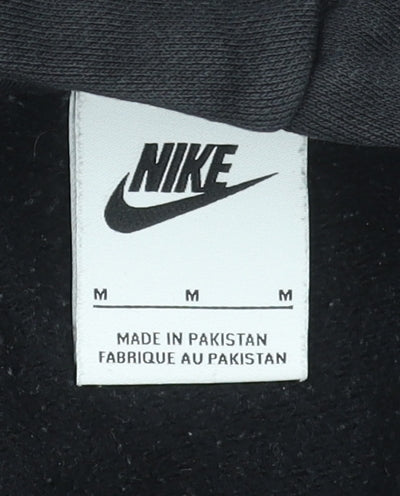 NIKE
M M M
MADE IN PAKISTAN
FABRIQUE AU PAKISTAN